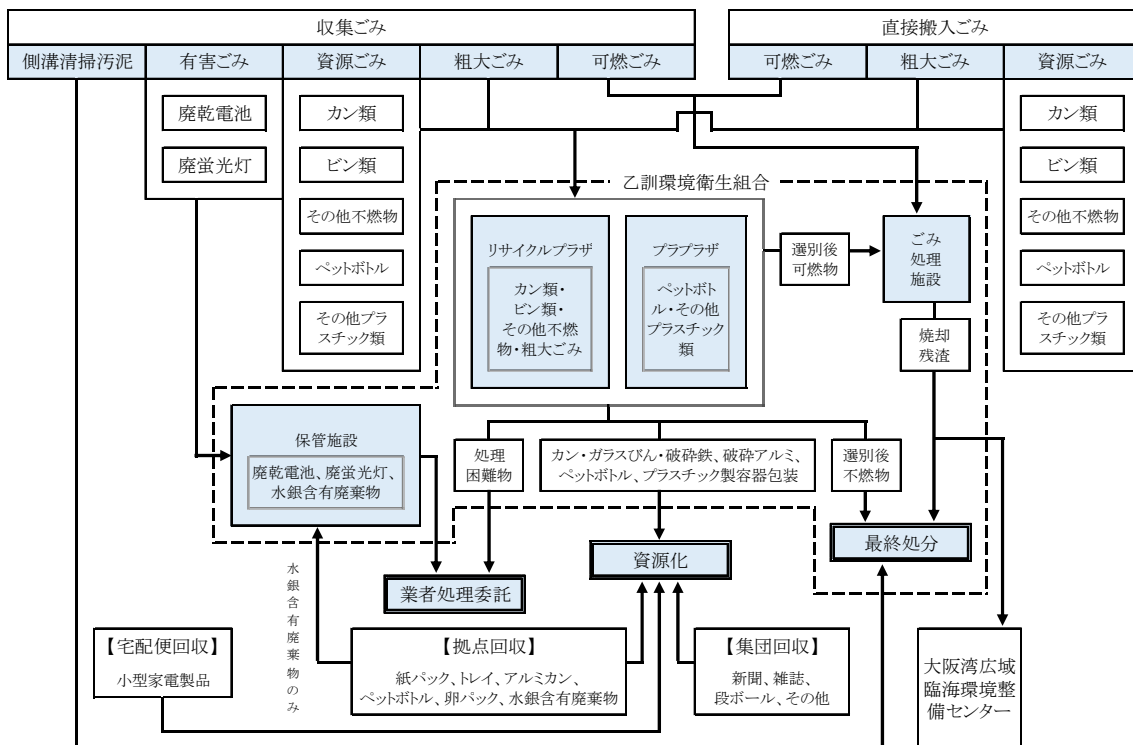 収集ごみ
直接搬入ごみ
側溝清掃汚泥
有害ごみ
資源ごみ
粗大ごみ
可燃ごみ
可燃ごみ
粗大ごみ
資源ごみ
廃乾電池
廃蛍光灯
カン類
ビン類
その他不燃物
ペットボトル
その他プラ
スチック類
カン類
ビン類
その他不燃物
ペットボトル
その他プラ
スチック類
乙訓環境衛生組合
リサイクルプラザ
カン類・
ビン類・
その他不燃
物・粗大ごみ
プラプラザ
ペットボト
ル・その他
プラスチック
類
選別後
可燃物
ごみ
処理
施設
焼却
残渣
保管施設
廃乾電池、廃蛍光灯、
水銀含有廃棄物
処理
困難物
カン・ガラスびん・破砕鉄、破砕アルミ、
ペットボトル、プラスチック製容器包装
選別後
不燃物
最終処分
資源化
業者処理委託
水銀含有廃棄物のみ
【宅配便回収】
小型家電製品
【拠点回収】
紙パック、トレイ、アルミカン、
ペットボトル、卵パック、水銀含有廃棄物
【集団回収】
新聞、雑誌、
段ボール、その他
大阪湾広域
臨海環境整
備センター